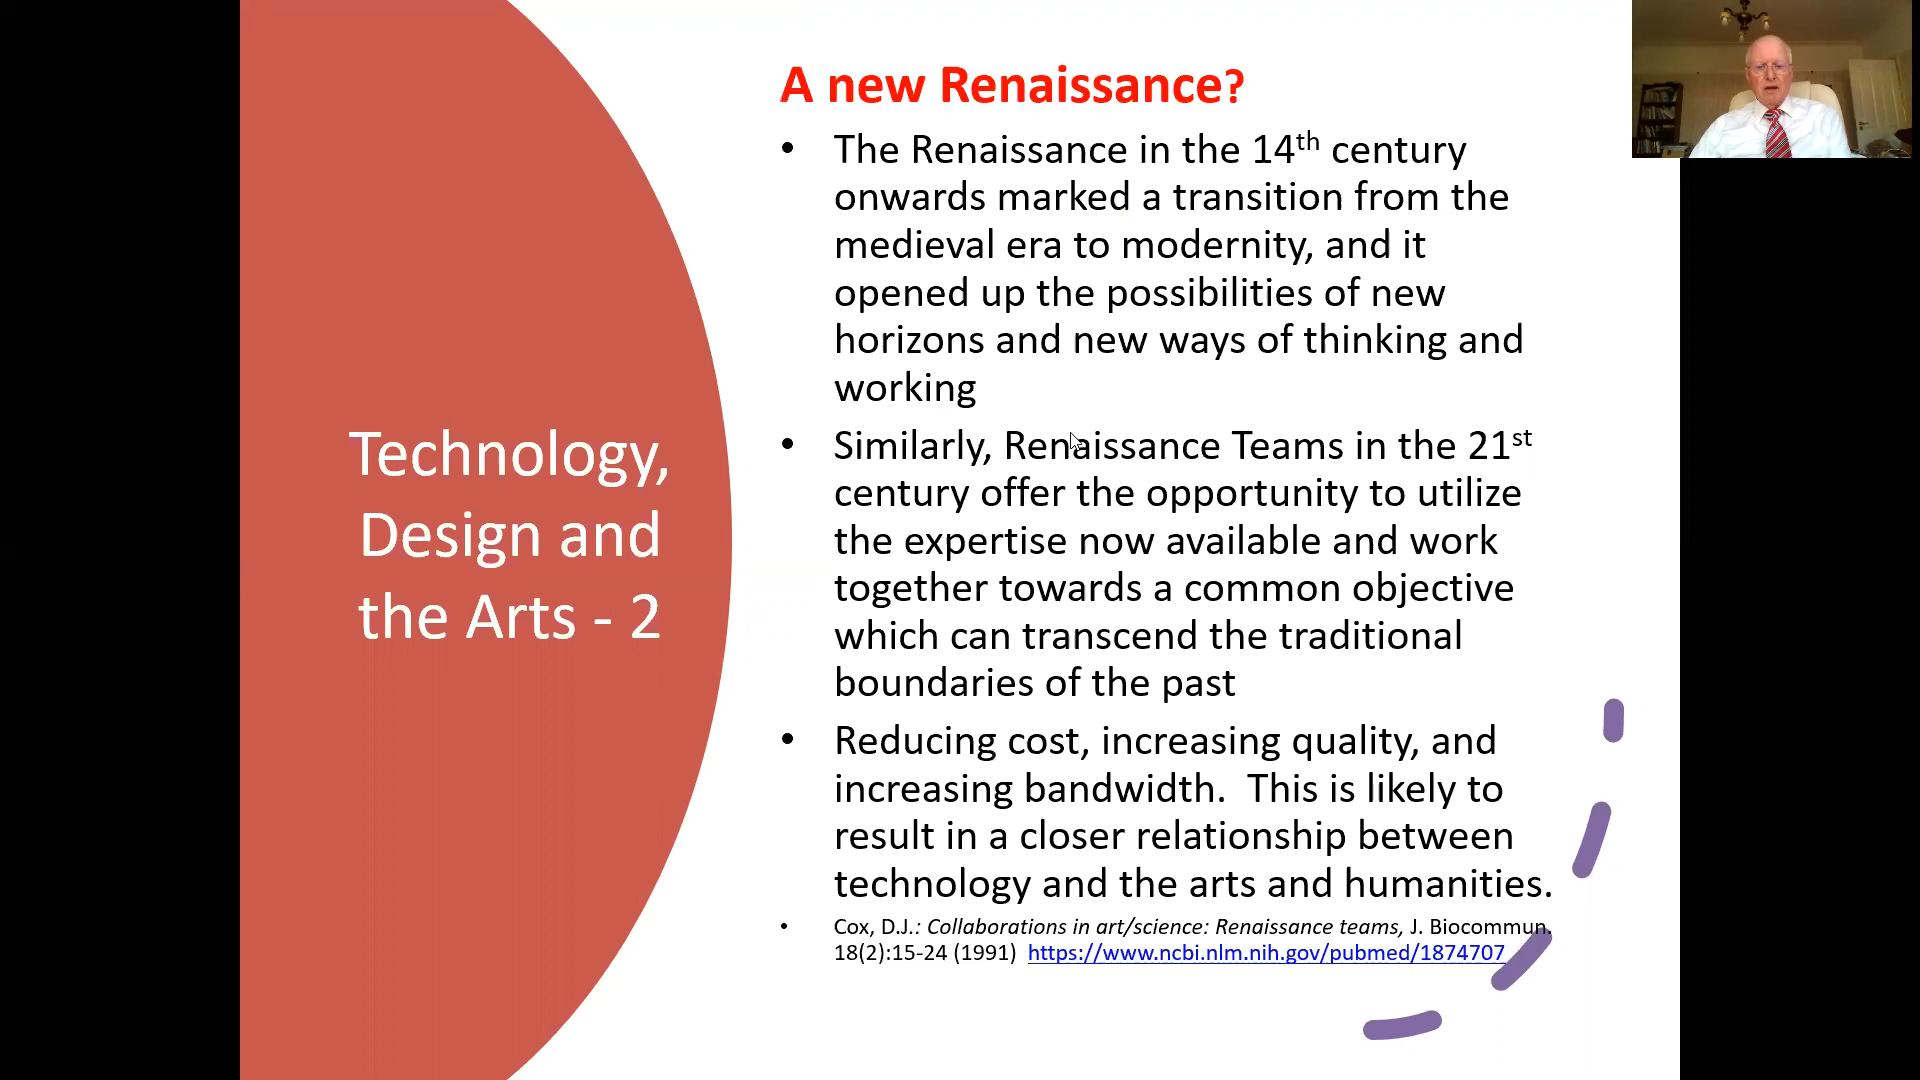 Technology,
Design and
the Arts - 2
A new Renaissance?
• The Renaissance in the 14th century
onwards marked a transition from the
medieval era to modernity, and it
opened up the possibilities of new
horizons and new ways of thinking and
working
• Similarly, Renaissance Teams in the 21st
century offer the opportunity to utilize
the expertise now available and work
together towards a common objective
which can transcend the traditional
boundaries of the past
• Reducing cost, increasing quality, and
increasing bandwidth.  This is likely to
result in a closer relationship between
technology and the arts and humanities.
• Cox, D.J.: Collaborations in art/science: Renaissance teams, J. Biocommun.
18(2):15-24 (1991)  https://www.ncbi.nlm.nih.gov/pubmed/1874707